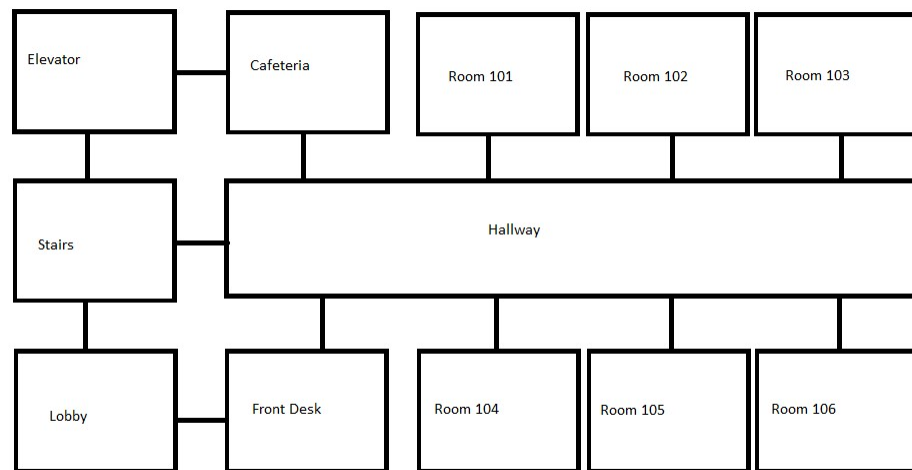 Elevator
Cafeteria
Room 101
Room 102
Room 103
Stairs
Hallway
Lobby
Front Desk
Room 104
Room 105
Room 106